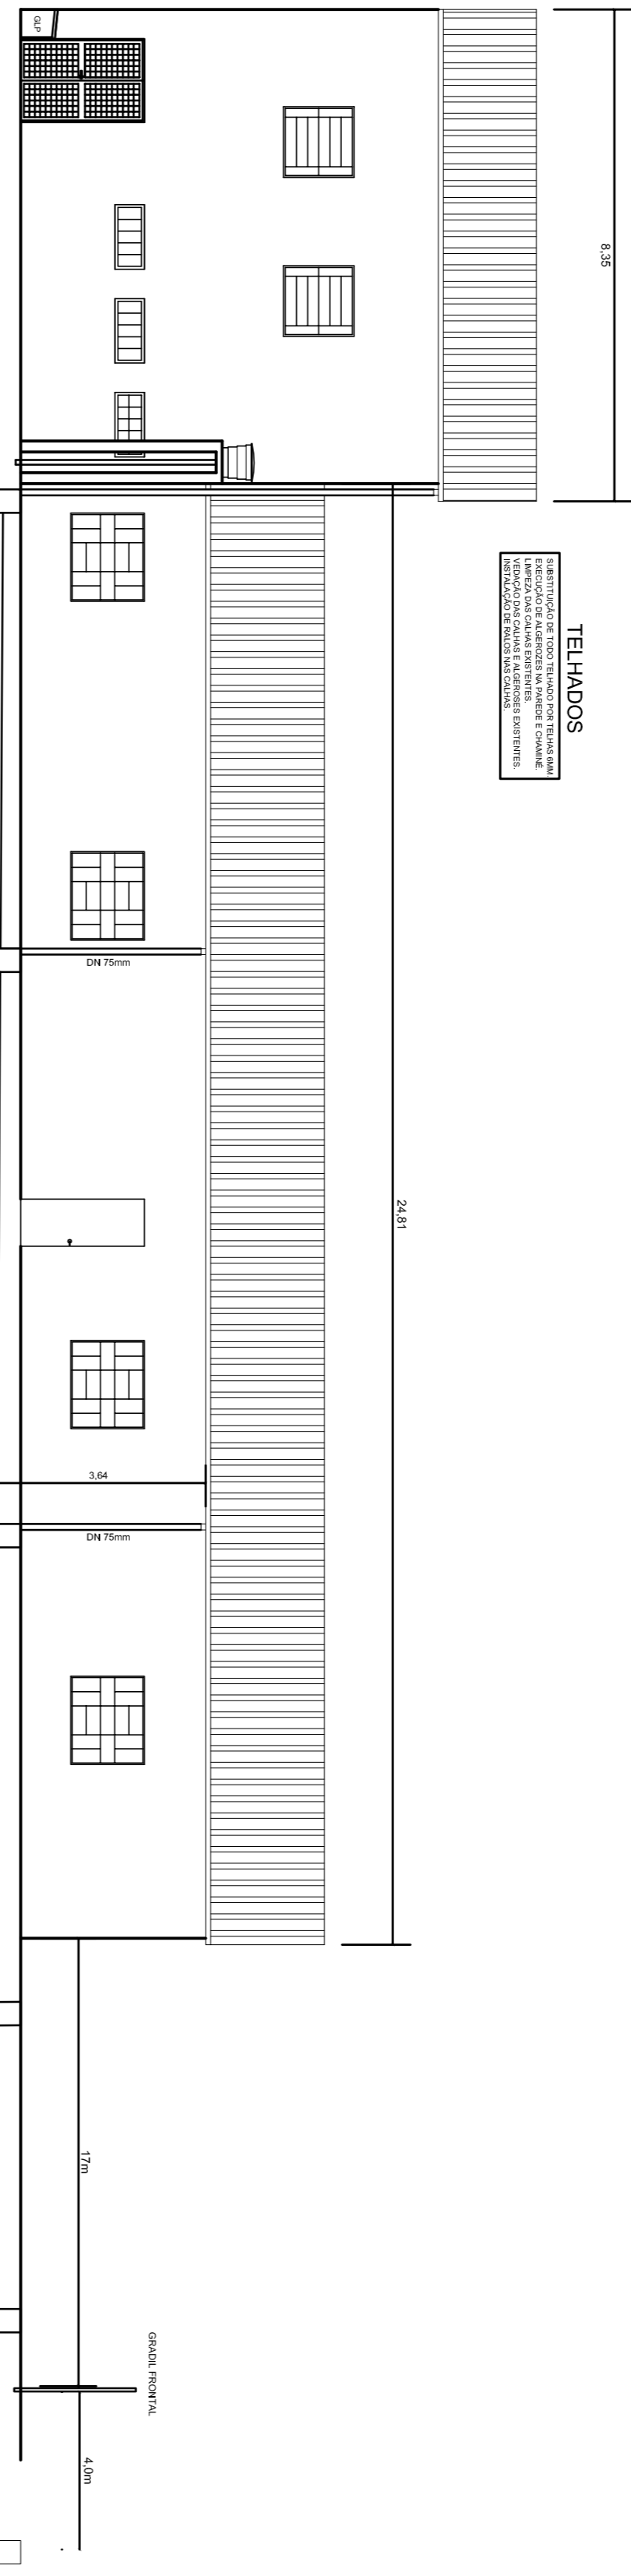 8,35
TELHADOS
SUBSTITUIÇÃO DE TODO TELHADO POR TELHAS 6MM.
EXECUÇÃO DE ALGEROZES NA PAREDE E CHAMINÉ.
LIMPEZA DAS CALHAS EXISTENTES.
VEDAÇÃO DAS CALHAS E ALGEROSES EXISTENTES.
INSTALAÇÃO DE RALOS NAS CALHAS.
24,81
GLP
DN 75mm
3,64
DN 75mm
17m
GRADIL FRONTAL
4,0m